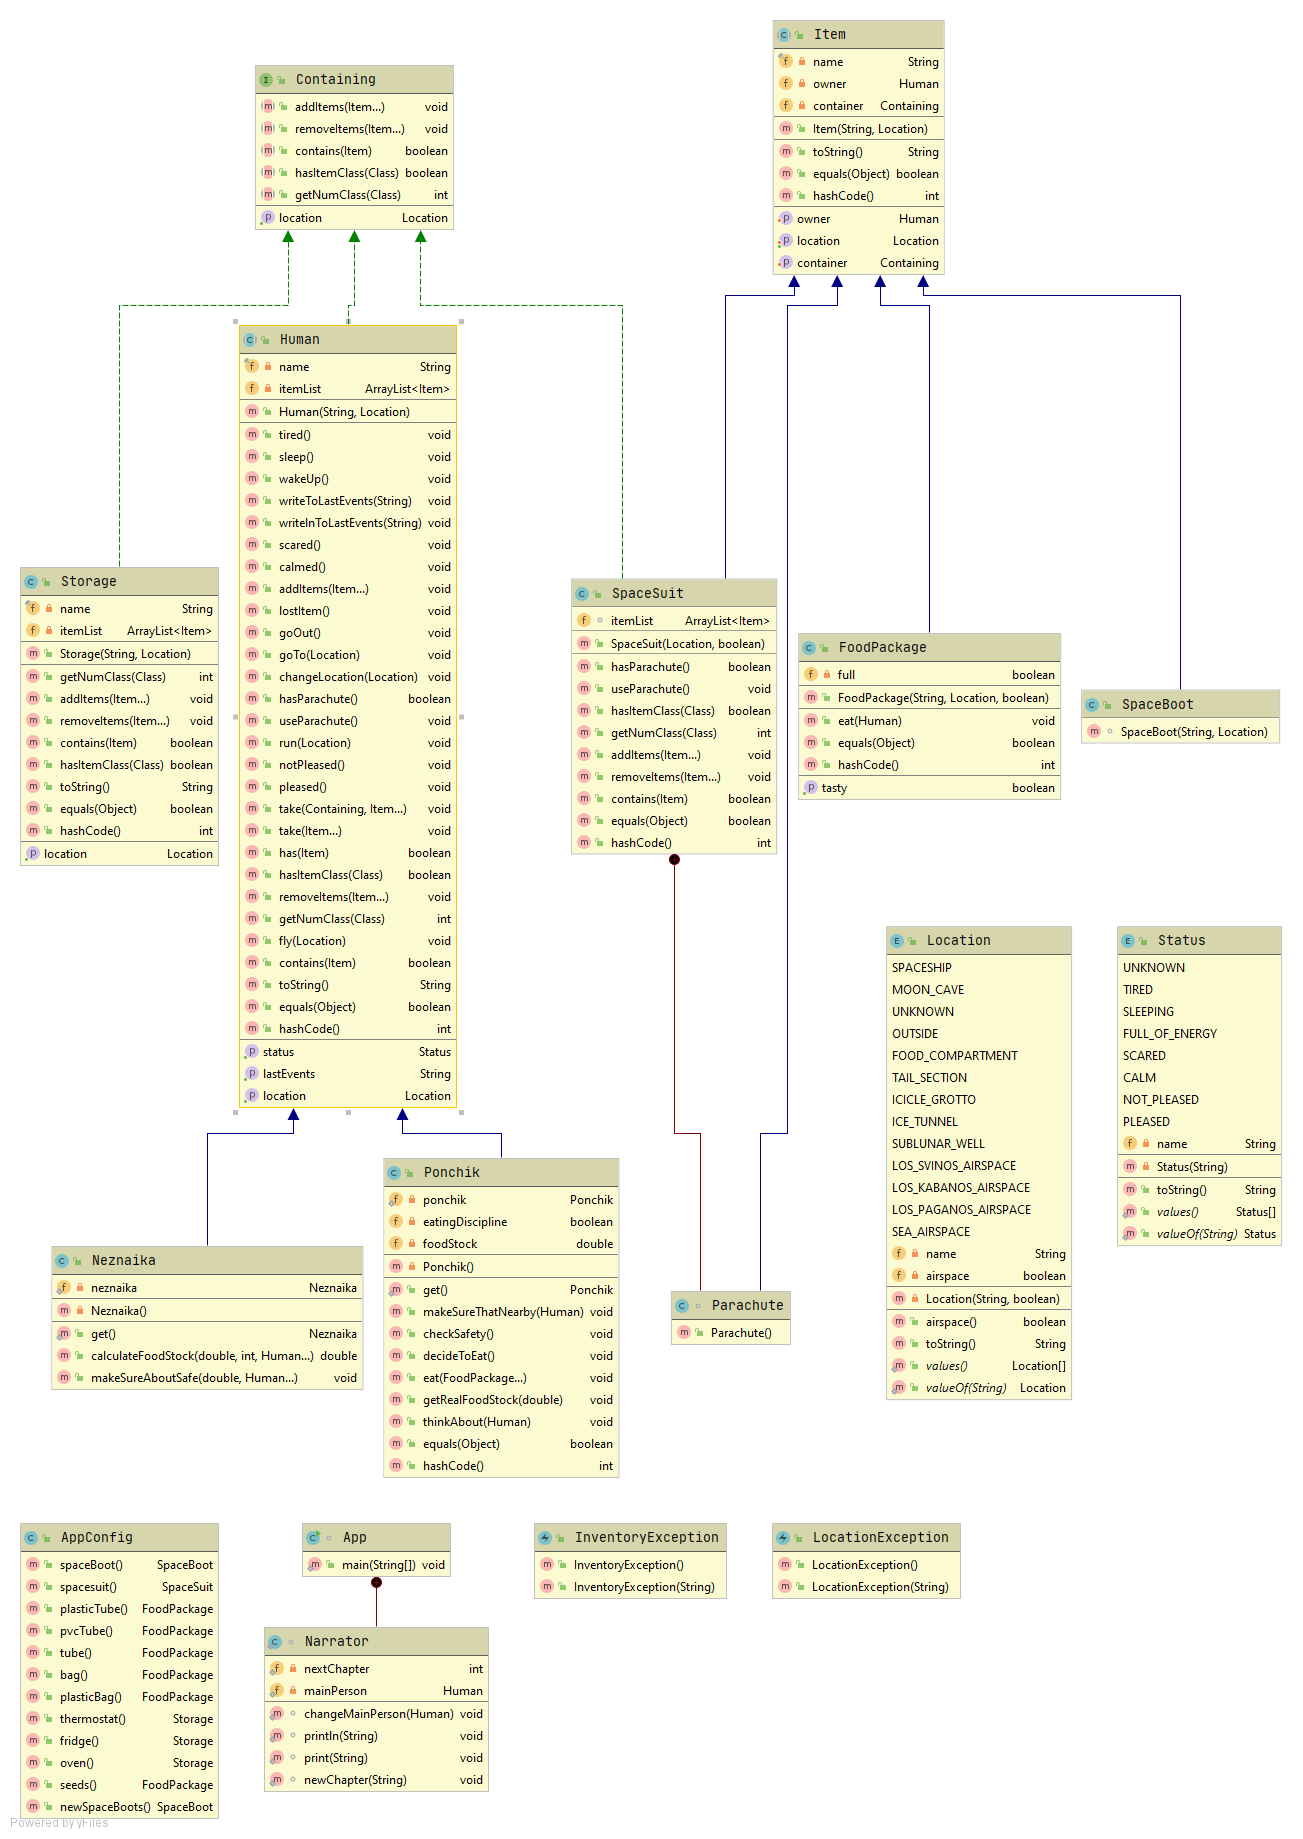 Containing
addItems(Item...) void
removeItems(Item...) void
contains(Item) boolean
hasItemClass(Class) boolean
getNumClass(Class) int
location Location
Item
name String
owner Human
container Containing
Item(String, Location)
toString() String
equals(Object) boolean
hashCode() int
owner Human
location Location
container Containing
Human
name String
itemList ArrayList<Item>
Human(String, Location)
tired() void
sleep() void
wakeUp() void
writeToLastEvents(String) void
writelnToLastEvents(String) void
scared() void
calmed() void
addItems(Item...) void
lostItem() void
goOut() void
goTo(Location) void
changeLocation(Location) void
hasParachute() boolean
useParachute() void
run(Location) void
notPleased() void
pleased() void
take(Containing, Item...) void
take(Item...) void
has(Item) boolean
hasItemClass(Class) boolean
removeItems(Item...) void
getNumClass(Class) int
fly(Location) void
contains(Item) boolean
toString() String
equals(Object) boolean
hashCode() int
status Status
lastEvents String
location Location
Storage
name String
itemList ArrayList<Item>
Storage(String, Location)
getNumClass(Class) int
addItems(Item...) void
removeItems(Item...) void
contains(Item) boolean
hasItemClass(Class) boolean
toString() String
equals(Object) boolean
hashCode() int
location Location
SpaceSuit
itemList ArrayList<Item>
SpaceSuit(Location, boolean)
hasParachute() boolean
useParachute() void
hasItemClass(Class) boolean
getNumClass(Class) int
addItems(Item...) void
removeItems(Item...) void
contains(Item) boolean
equals(Object) boolean
hashCode() int
FoodPackage
full boolean
FoodPackage(String, Location, boolean)
eat(Human) void
equals(Object) boolean
hashCode() int
tasty boolean
SpaceBoot
SpaceBoot(String, Location)
Location
SPACESHIP
MOON_CAVE
UNKNOWN
OUTSIDE
FOOD_COMPARTMENT
TAIL_SECTION
ICICLE_GROTTO
ICE_TUNNEL
SUBLUNAR_WELL
LOS_SVINOS_AIRSPACE
LOS_KABANOS_AIRSPACE
LOS_PAGANOS_AIRSPACE
SEA_AIRSPACE
name String
airspace boolean
Location(String, boolean)
airspace() boolean
toString() String
values() Location[]
valueOf(String) Location
Status
UNKNOWN
TIRED
SLEEPING
FULL_OF_ENERGY
SCARED
CALM
NOT_PLEASED
PLEASED
name String
Status(String)
toString() String
values() Status[]
valueOf(String) Status
Neznaika
neznaika Neznaika
Neznaika()
get() Neznaika
calculateFoodStock(double, int, Human...) double
makeSureAboutSafe(double, Human...) void
Ponchik
ponchik Ponchik
eatingDiscipline boolean
foodStock double
Ponchik()
get() Ponchik
makeSureThatNearby(Human) void
checkSafety() void
decideToEat() void
eat(FoodPackage...) void
getRealFoodStock(double) void
thinkAbout(Human) void
equals(Object) boolean
hashCode() int
Parachute
Parachute()
AppConfig
spaceBoot() SpaceBoot
spacesuit() SpaceSuit
plasticTube() FoodPackage
pvcTube() FoodPackage
tube() FoodPackage
bag() FoodPackage
plasticBag() FoodPackage
thermostat() Storage
fridge() Storage
oven() Storage
seeds() FoodPackage
newSpaceBoots() SpaceBoot
App
main(String[]) void
Narrator
nextChapter int
mainPerson Human
changeMainPerson(Human) void
println(String) void
print(String) void
newChapter(String) void
InventoryException
InventoryException()
InventoryException(String)
LocationException
LocationException()
LocationException(String)
Powered by yFiles